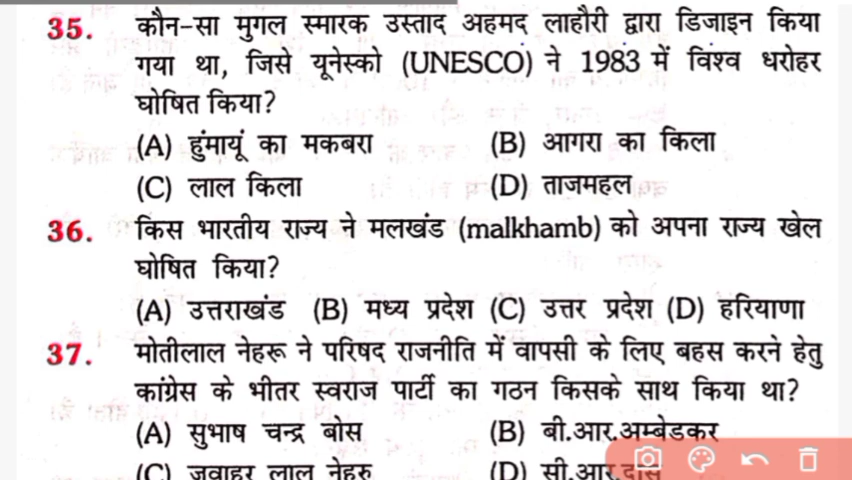 35. कौन-सा मुगल स्मारक उस्ताद अहमद लाहौरी द्वारा डिजाइन किया
गया था, जिसे यूनेस्को (UNESCO) ने 1983 में विश्व धरोहर
घोषित किया?
(A) हुंमायूं का मकबरा (B) आगरा का किला
(C) लाल किला (D) ताजमहल
36. किस भारतीय राज्य ने मलखंड (malkhamb) को अपना राज्य खेल
घोषित किया?
(A) उत्तराखंड (B) मध्य प्रदेश (C) उत्तर प्रदेश (D) हरियाणा
37. मोतीलाल नेहरू ने परिषद राजनीति में वापसी के लिए बहस करने हेतु
कांग्रेस के भीतर स्वराज पार्टी का गठन किसके साथ किया था?
(A) सुभाष चन्द्र बोस (B) बी.आर.अम्बेडकर
(C) जवाहर लाल नेहरु (D) सी.आर.दास